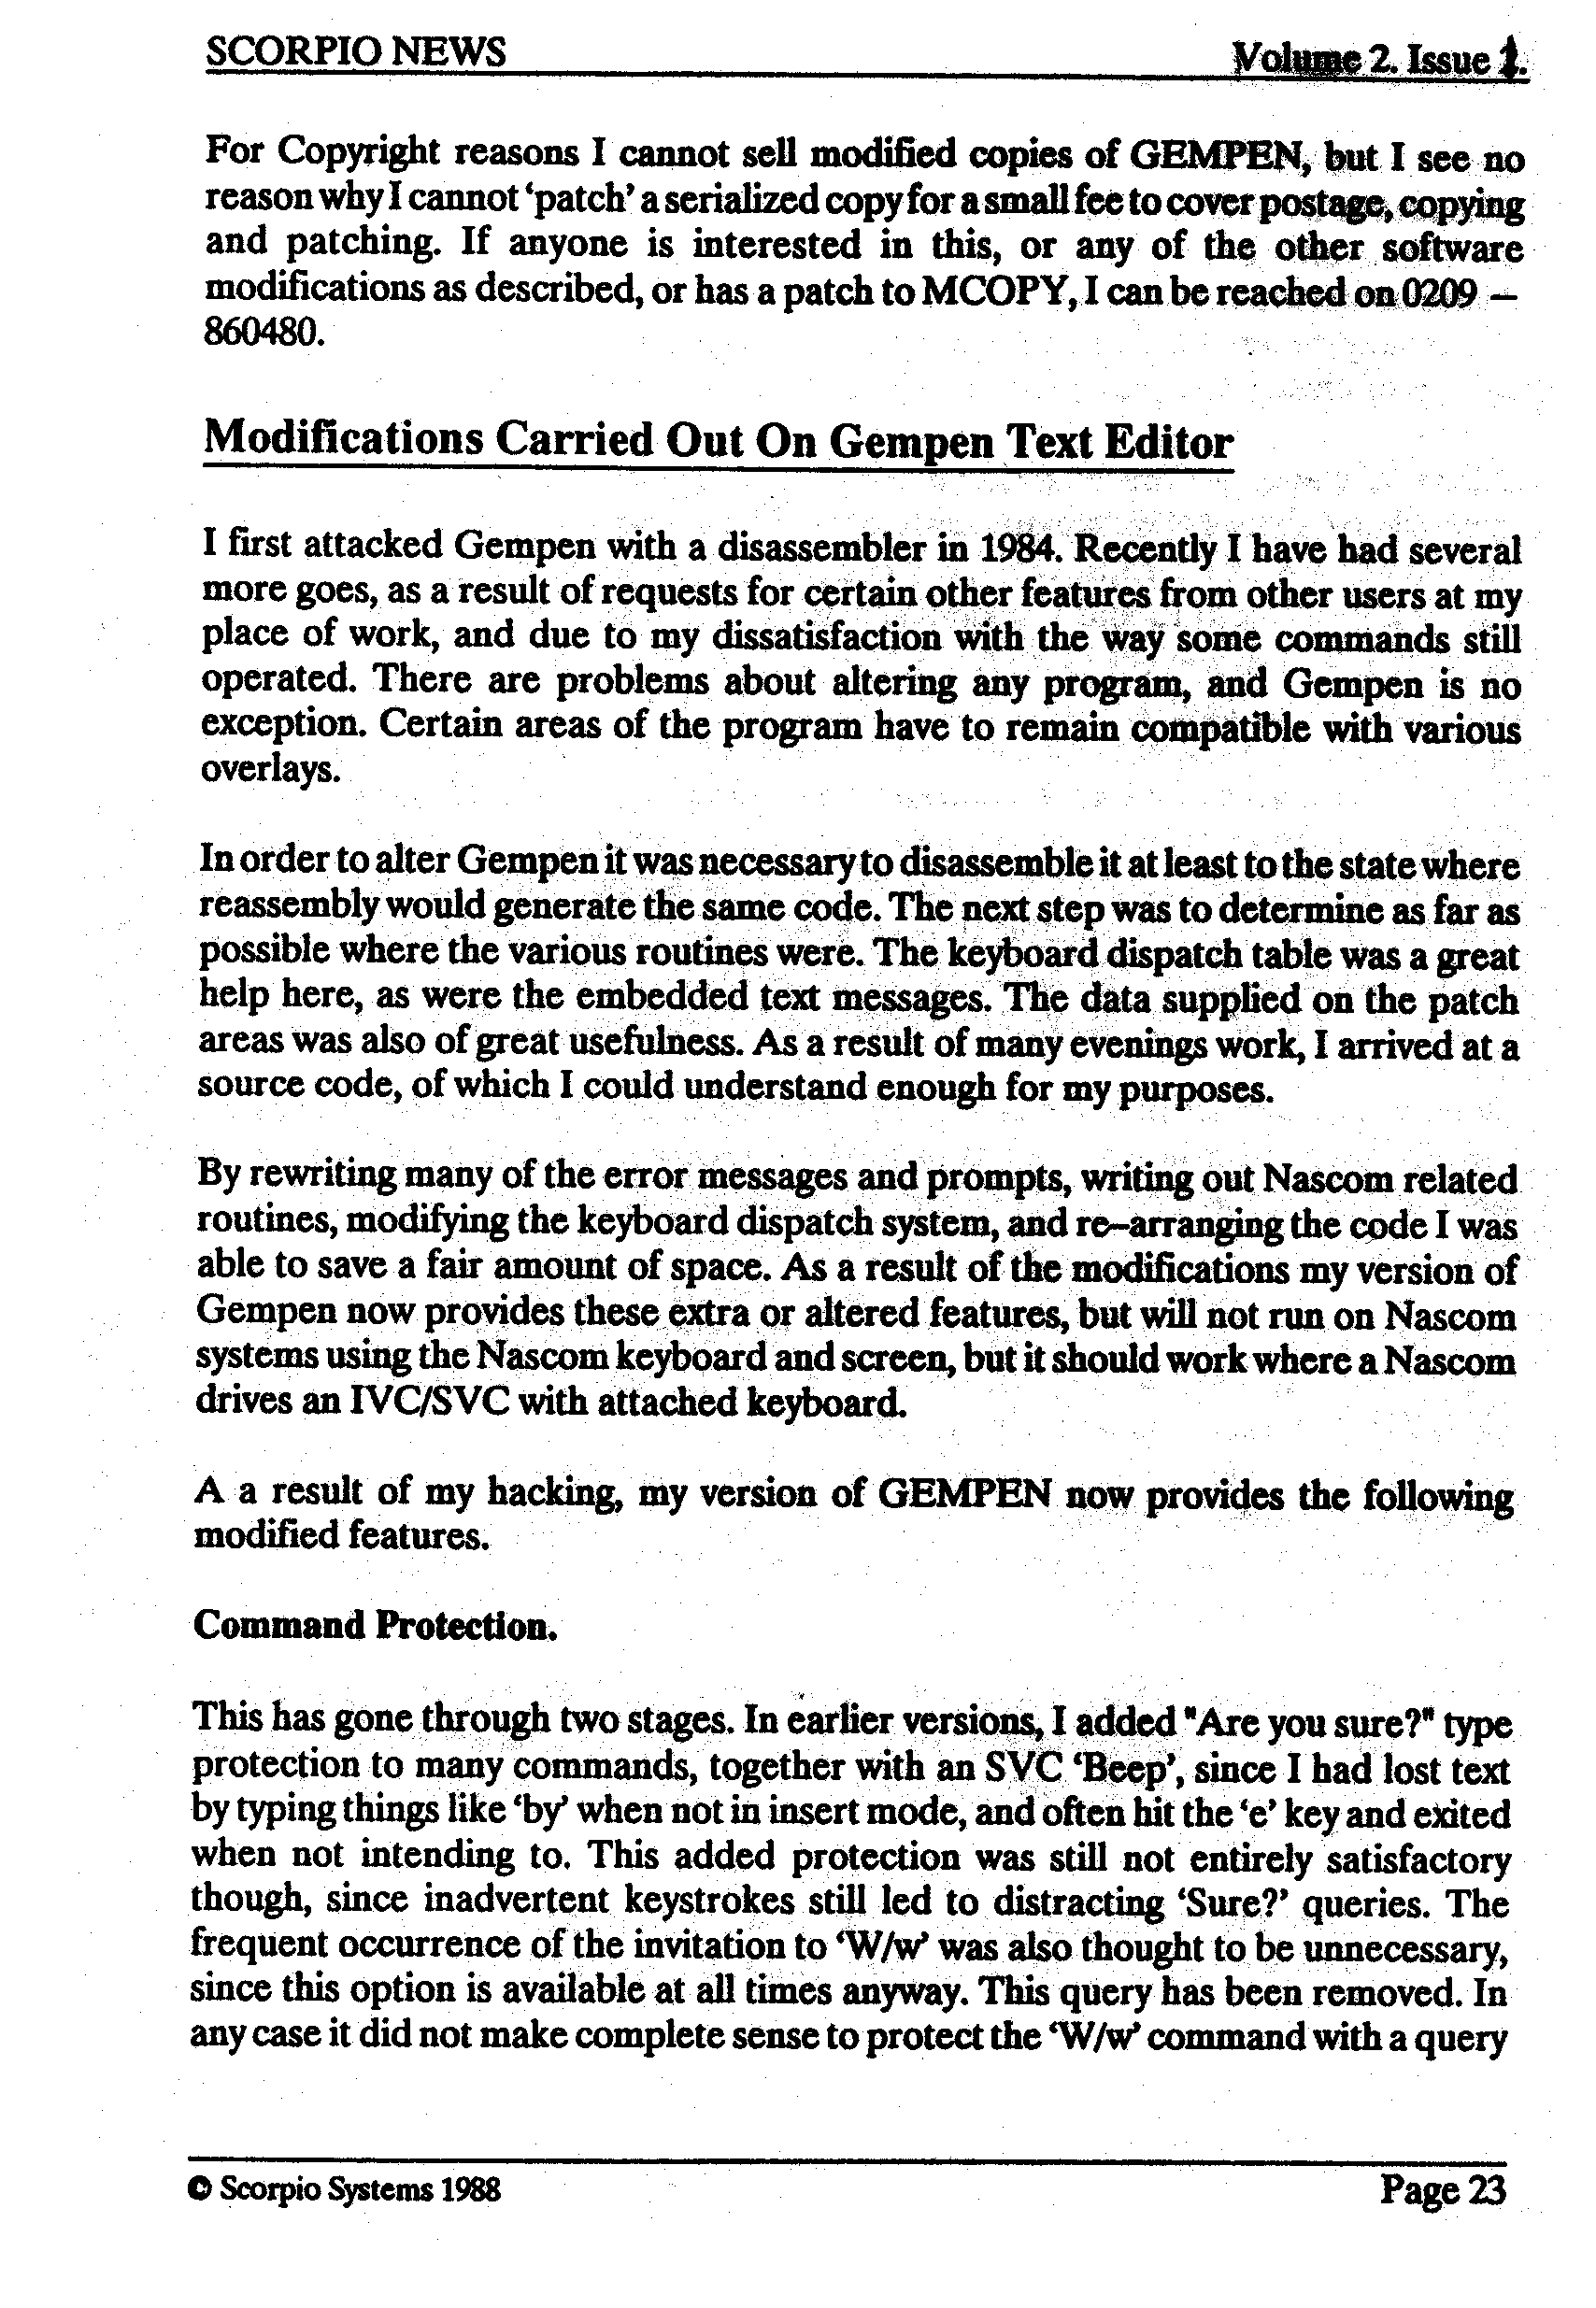 SCORPIO NEWS Volume 2. Issue 1.
For Copyright reasons I cannot sell modified copies of GEMPEN, but I see no
reason why I cannot ‘patch’ a serialized copy for a small fee to cover postage, copying
and patching. If anyone is interested in this, or any of the other software
modifications as described, or has a patch to MCOPY, I can be reached on 0209 –
860480.
Modifications Carried Out On Gempen Text Editor
I first attacked Gempen with a disassembler in 1984. Recently I have had several
more goes, as a result of requests for certain other features from other users at my
place of work, and due to my dissatisfaction with the way some commands still
operated. There are problems about altering any program, and Gempen is no
exception. Certain areas of the program have to remain compatible with various
overlays.
In order to alter Gempen it was necessary to disassemble it at least to the state where
reassembly would generate the same code. The next step was to determine as far as
possible where the various routines were. The keyboard dispatch table was a great
help here, as were the embedded text messages. The data supplied on the patch
areas was also of great usefulness. As a result of many evenings work, I arrived at a
source code, of which I could understand enough for my purposes.
By rewriting many of the error messages and prompts, writing out Nascom related
routines, modifying the keyboard dispatch system, and re–arranging the code I was
able to save a fair amount of space. As a result of the modifications my version of
Gempen now provides these extra or altered features, but will not run on Nascom
systems using the Nascom keyboard and screen, but it should work where a Nascom
drives an IVC/SVC with attached keyboard.
A a result of my hacking, my version of GEMPEN now provides the following
modified features.
Command Protection.
This has gone through two stages. In earlier versions, I added "Are you sure?" type
protection to many commands, together with an SVC ‘Beep’, since I had lost text
by typing things like ‘by’ when not in insert mode, and often hit the ‘e’ key and exited
when not intending to. This added protection was still not entirely satisfactory
though, since inadvertent keystrokes still led to distracting ‘Sure?’ queries. The
frequent occurrence of the invitation to ‘W/w’ was also thought to be unnecessary,
since this option is available at all times anyway. This query has been removed. In
any case it did not make complete sense to protect the ‘W/w’ command with a query
© Scorpio Systems 1988 Page 23